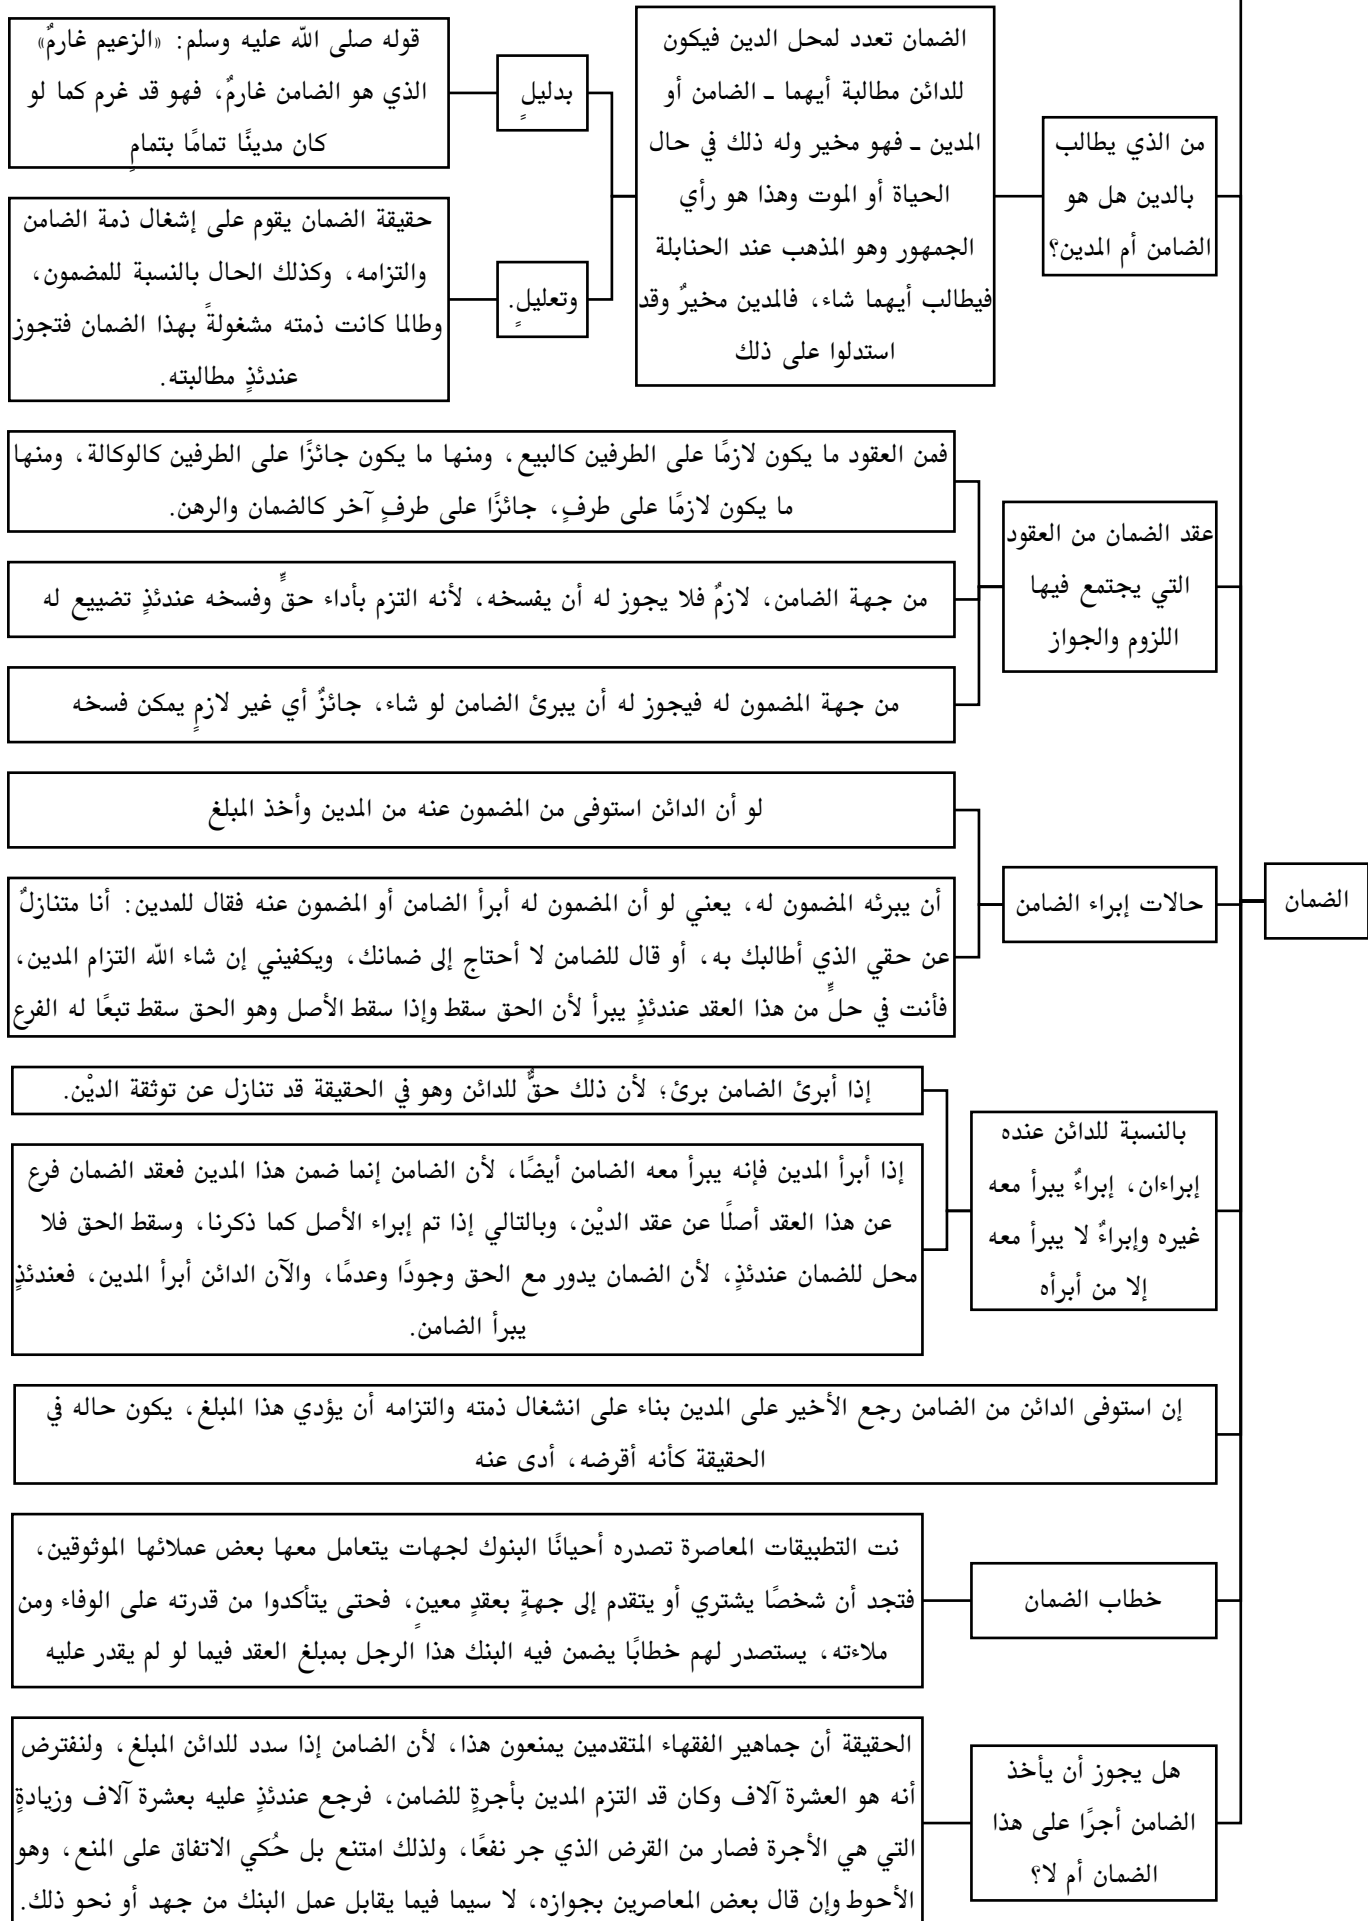 الضمان
من الذي يطالب
بالدين هل هو
الضامن أم المدين؟
الضمان تعدد لمحل الدين فيكون
للدائن مطالبة أيهما ـ الضامن أو
المدين ـ فهو مخير وله ذلك في حال
الحياة أو الموت وهذا هو رأي
الجمهور وهو المذهب عند الحنابلة
فيطالب أيهما شاء، فالمدين مخيرٌ وقد
استدلوا على ذلك
بدليلٍ
قوله صلى الله عليه وسلم: «الزعيم غارمٌ»
الذي هو الضامن غارمٌ، فهو قد غرم كما لو
كان مدينًا تمامًا بتمامٍ
وتعليلٍ.
حقيقة الضمان يقوم على إشغال ذمة الضامن
والتزامه، وكذلك الحال بالنسبة للمضمون،
وطالما كانت ذمته مشغولةً بهذا الضمان فتجوز
عندئذٍ مطالبته.
عقد الضمان من العقود
التي يجتمع فيها
اللزوم والجواز
فمن العقود ما يكون لازمًا على الطرفين كالبيع، ومنها ما يكون جائزًا على الطرفين كالوكالة، ومنها
ما يكون لازمًا على طرفٍ، جائزًا على طرفٍ آخر كالضمان والرهن.
من جهة الضامن، لازمٌ فلا يجوز له أن يفسخه، لأنه التزم بأداء حقٍّ وفسخه عندئذٍ تضييع له
من جهة المضمون له فيجوز له أن يبرئ الضامن لو شاء، جائزٌ أي غير لازمٍ يمكن فسخه
حالات إبراء الضامن
لو أن الدائن استوفى من المضمون عنه من المدين وأخذ المبلغ
أن يبرئه المضمون له، يعني لو أن المضمون له أبرأ الضامن أو المضمون عنه فقال للمدين: أنا متنازلٌ
عن حقي الذي أطالبك به، أو قال للضامن لا أحتاج إلى ضمانك، ويكفيني إن شاء الله التزام المدين،
فأنت في حلٍّ من هذا العقد عندئذٍ يبرأ لأن الحق سقط وإذا سقط الأصل وهو الحق سقط تبعًا له الفرع
بالنسبة للدائن عنده
إبراءان، إبراءٌ يبرأ معه
غيره وإبراءٌ لا يبرأ معه
إلا من أبرأه
إذا أبرئ الضامن برئ؛ لأن ذلك حقٌّ للدائن وهو في الحقيقة قد تنازل عن توثقة الديْن.
إذا أبرأ المدين فإنه يبرأ معه الضامن أيضًا، لأن الضامن إنما ضمن هذا المدين فعقد الضمان فرع
عن هذا العقد أصلًا عن عقد الديْن، وبالتالي إذا تم إبراء الأصل كما ذكرنا، وسقط الحق فلا
محل للضمان عندئذٍ، لأن الضمان يدور مع الحق وجودًا وعدمًا، والآن الدائن أبرأ المدين، فعندئذٍ
يبرأ الضامن.
إن استوفى الدائن من الضامن رجع الأخير على المدين بناء على انشغال ذمته والتزامه أن يؤدي هذا المبلغ، يكون حاله في
الحقيقة كأنه أقرضه، أدى عنه
خطاب الضمان
نت التطبيقات المعاصرة تصدره أحيانًا البنوك لجهات يتعامل معها بعض عملائها الموثوقين،
فتجد أن شخصًا يشتري أو يتقدم إلى جهةٍ بعقدٍ معينٍ، فحتى يتأكدوا من قدرته على الوفاء ومن
ملاءته، يستصدر لهم خطابًا يضمن فيه البنك هذا الرجل بمبلغ العقد فيما لو لم يقدر عليه
هل يجوز أن يأخذ
الضامن أجرًا على هذا
الضمان أم لا؟
الحقيقة أن جماهير الفقهاء المتقدمين يمنعون هذا، لأن الضامن إذا سدد للدائن المبلغ، ولنفترض
أنه هو العشرة آلاف وكان قد التزم المدين بأجرةٍ للضامن، فرجع عندئذٍ عليه بعشرة آلاف وزيادةٍ
التي هي الأجرة فصار من القرض الذي جر نفعًا، ولذلك امتنع بل حُكي الاتفاق على المنع، وهو
الأحوط وإن قال بعض المعاصرين بجوازه، لا سيما فيما يقابل عمل البنك من جهد أو نحو ذلك.